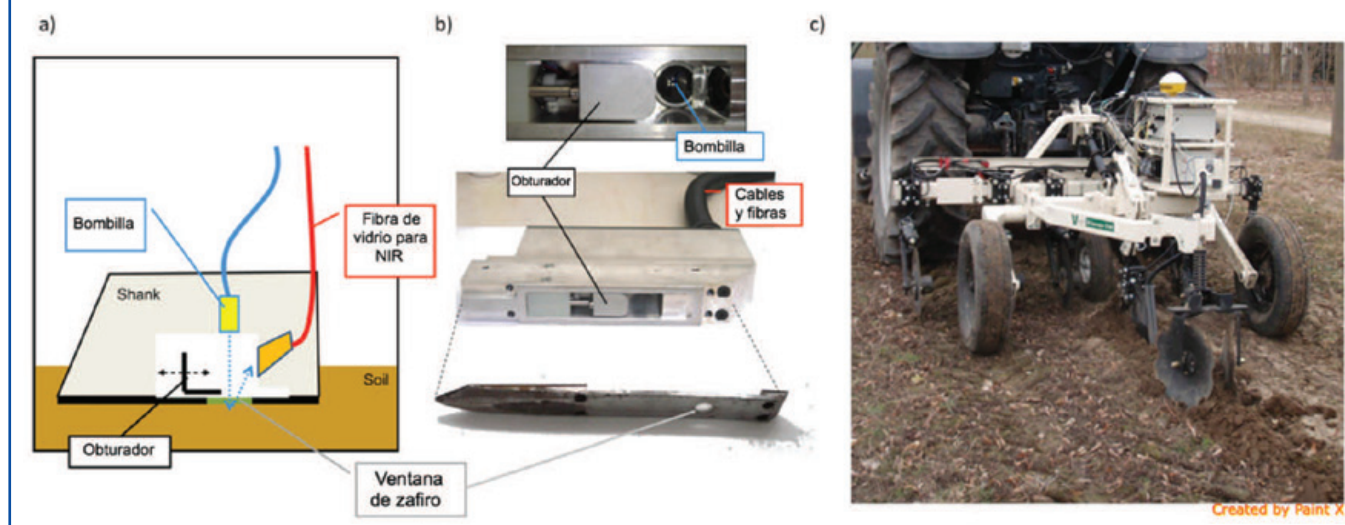 a)
b)
c)
Bombilla
Fibra de
vidrio para
NIR
Shank
Soil
Obturador
Bombilla
Obturador
Cables
y fibras
Ventana
de zafiro
Created by Paint X